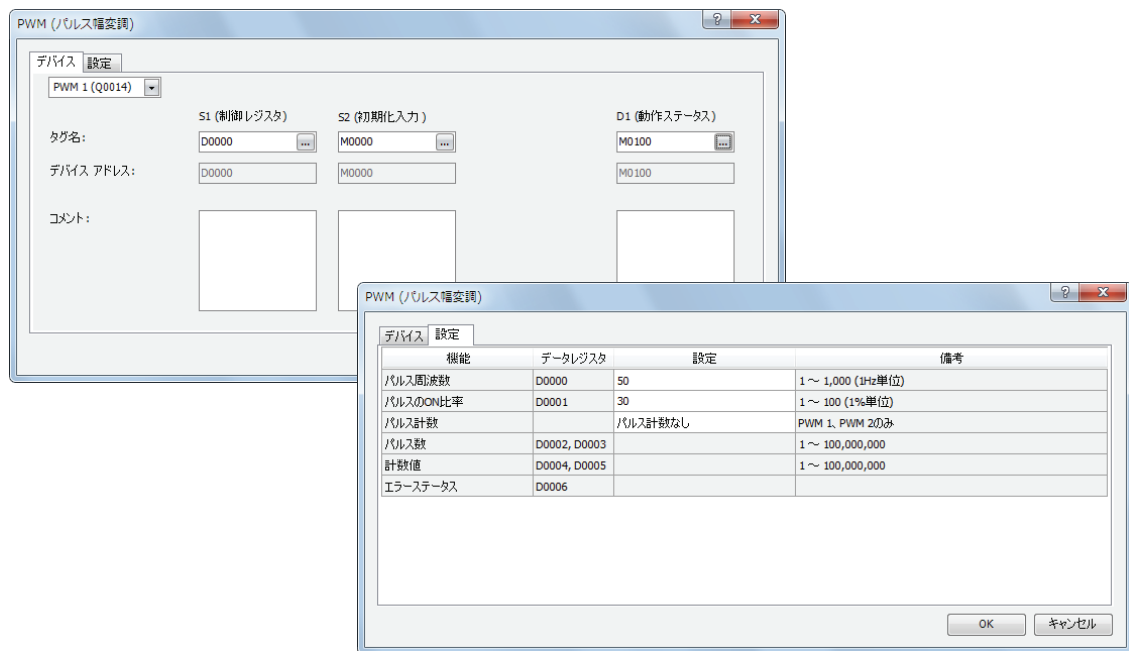 PWM (パルス幅変調)
デバイス 設定
PWM 1 (Q0014)
S1 (制御レジスタ) S2 (初期化入力) D1 (動作ステータス)
タグ名: D0000 ... M0000 ... M0100 ...
デバイス アドレス: D0000 M0000 M0100
コメント:
PWM (パルス幅変調)
デバイス 設定
機能 データレジスタ 設定 備考
パルス周波数 D0000 50 1 ～ 1,000 (1Hz単位)
パルスのON比率 D0001 30 1 ～ 100 (1%単位)
パルス計数 パルス計数なし PWM 1、PWM 2のみ
パルス数 D0002, D0003 1 ～ 100,000,000
計数値 D0004, D0005 1 ～ 100,000,000
エラーステータス D0006
OK キャンセル